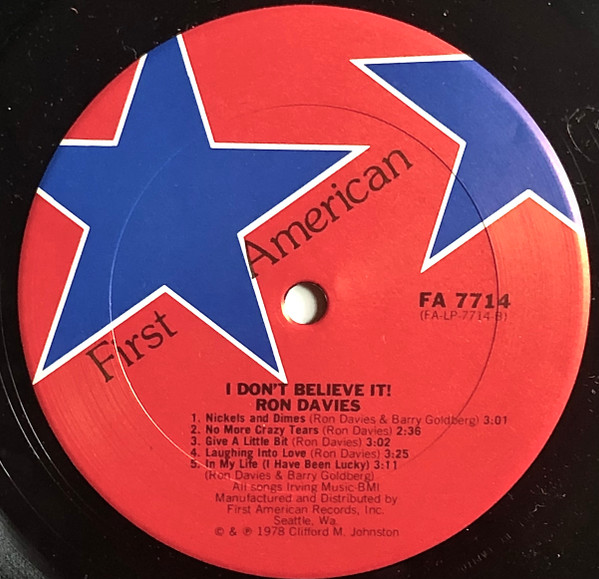 First American
FA 7714
(FA-LP-7714-B)
I DON'T BELIEVE IT!
RON DAVIES
1. Nickels and Dimes (Ron Davies & Barry Goldberg) 3:01
2. No More Crazy Tears (Ron Davies) 2:36
3. Give A Little Bit (Ron Davies) 3:02
4. Laughing Into Love (Ron Davies) 3:25
5. In My Life (I Have Been Lucky) 3:11
(Ron Davies & Barry Goldberg)
All songs Irving Music-BMI
Manufactured and Distributed by
First American Records, Inc.
Seattle, Wa.
© & ℗ 1978 Clifford M. Johnston